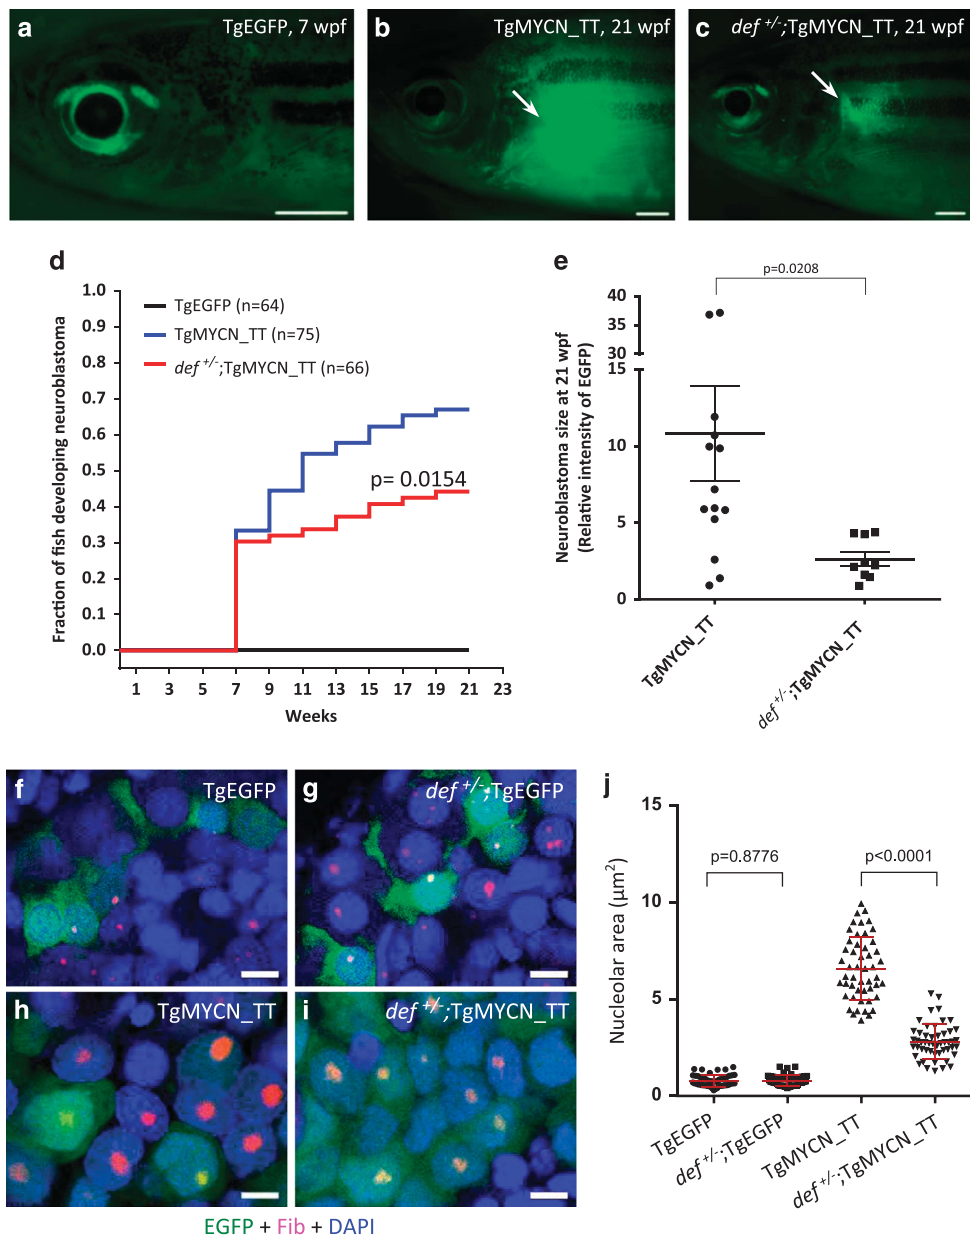 a TgEGFP, 7 wpf
b TgMYCN_TT, 21 wpf
c def +/-;TgMYCN_TT, 21 wpf
d
Fraction of fish developing neuroblastoma
1.0
0.9
0.8
0.7
0.6
0.5
0.4
0.3
0.2
0.1
0.0
TgEGFP (n=64)
TgMYCN_TT (n=75)
def +/-;TgMYCN_TT (n=66)
p= 0.0154
1 3 5 7 9 11 13 15 17 19 21 23
Weeks
e
p=0.0208
Neuroblastoma size at 21 wpf
(Relative intensity of EGFP)
40
35
30
15
10
5
0
TgMYCN_TT
def +/-;TgMYCN_TT
f TgEGFP
g def +/-;TgEGFP
h TgMYCN_TT
i def +/-;TgMYCN_TT
EGFP + Fib + DAPI
j
Nucleolar area (μm²)
15
10
5
0
p=0.8776
p<0.0001
TgEGFP
def +/-;TgEGFP
TgMYCN_TT
def +/-;TgMYCN_TT